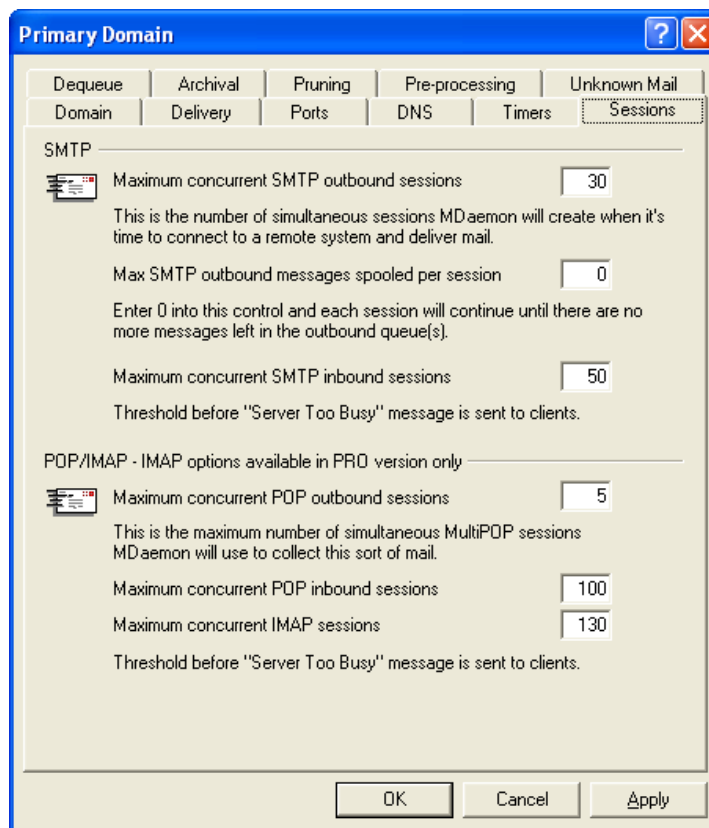 Primary Domain
Dequeue Archival Pruning Pre-processing Unknown Mail
Domain Delivery Ports DNS Timers Sessions
SMTP
Maximum concurrent SMTP outbound sessions 30
This is the number of simultaneous sessions MDaemon will create when it's
time to connect to a remote system and deliver mail.
Max SMTP outbound messages spooled per session 0
Enter 0 into this control and each session will continue until there are no
more messages left in the outbound queue(s).
Maximum concurrent SMTP inbound sessions 50
Threshold before "Server Too Busy" message is sent to clients.
POP/IMAP - IMAP options available in PRO version only
Maximum concurrent POP outbound sessions 5
This is the maximum number of simultaneous MultiPOP sessions
MDaemon will use to collect this sort of mail.
Maximum concurrent POP inbound sessions 100
Maximum concurrent IMAP sessions 130
Threshold before "Server Too Busy" message is sent to clients.
OK Cancel Apply